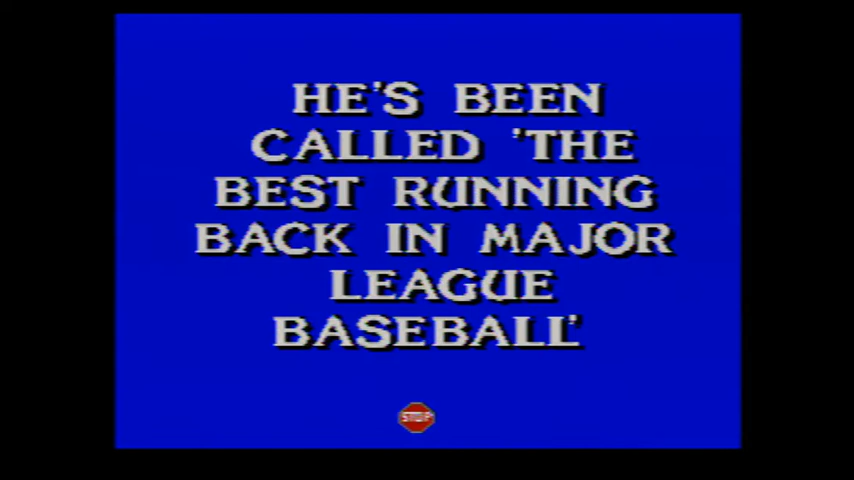 HE'S BEEN
CALLED 'THE
BEST RUNNING
BACK IN MAJOR
LEAGUE
BASEBALL'
STOP